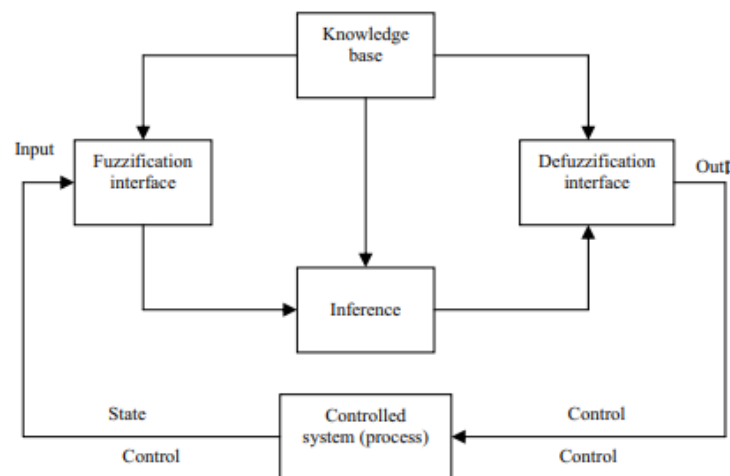 Knowledge
base
Input
Fuzzification
interface
Defuzzification
interface
Inference
State
Controlled
system (process)
Control
Control
Control